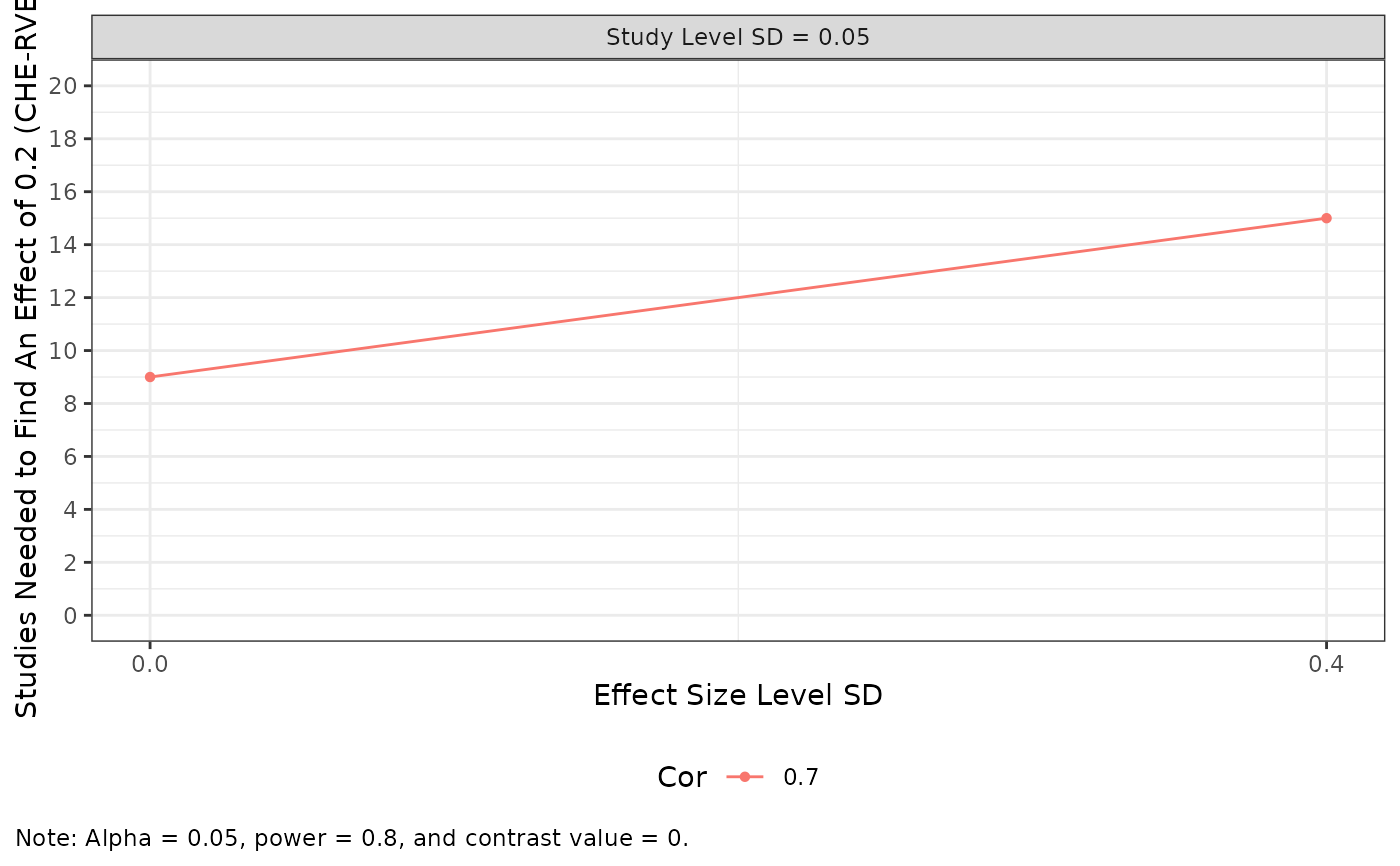 Study Level SD = 0.05
Studies Needed to Find An Effect of 0.2 (CHE-RVE
20
18
16
14
12
10
8
6
4
2
0
0.0
0.4
Effect Size Level SD
Cor
0.7
Note: Alpha = 0.05, power = 0.8, and contrast value = 0.